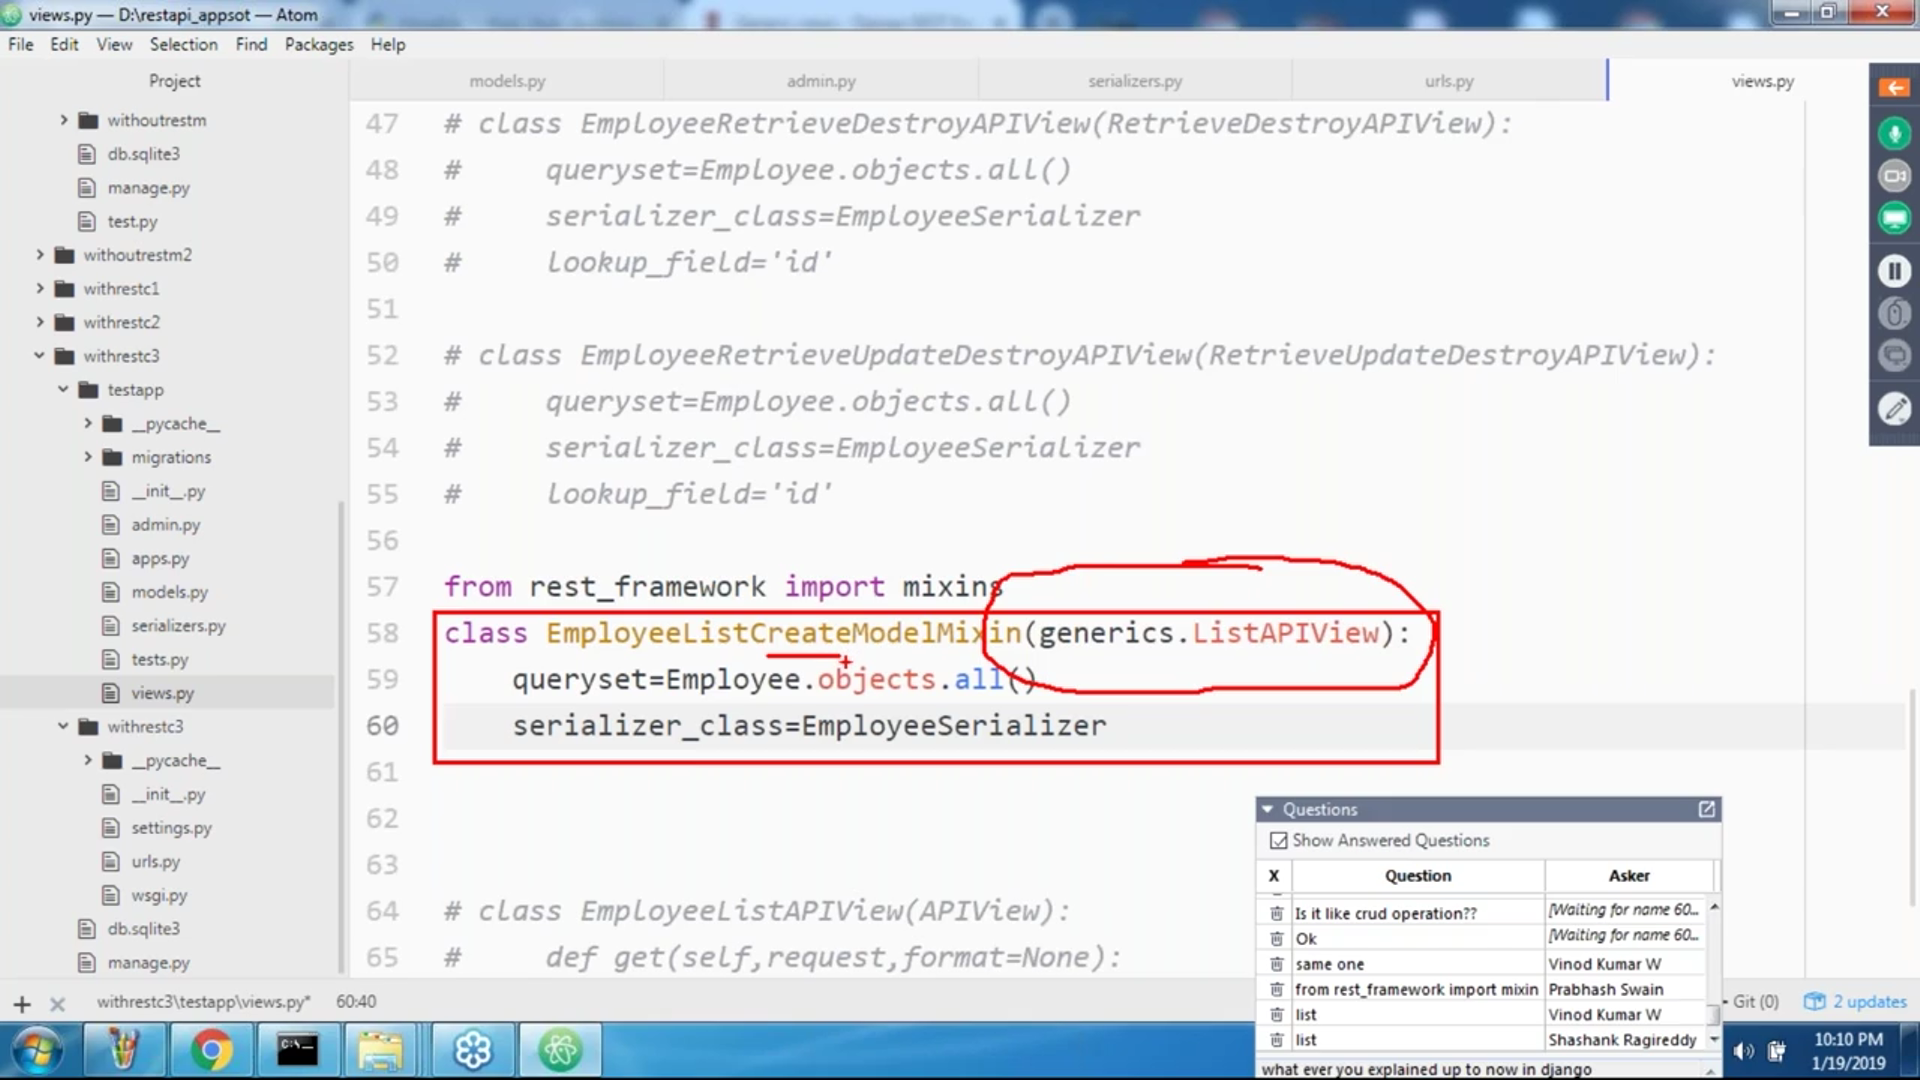 views.py — D:\restapi_appsot — Atom
File Edit View Selection Find Packages Help
Project
models.py
admin.py
serializers.py
urls.py
views.py
withoutrestm
db.sqlite3
manage.py
test.py
withoutrestm2
withrestc1
withrestc2
withrestc3
testapp
__pycache__
migrations
__init__.py
admin.py
apps.py
models.py
serializers.py
tests.py
views.py
withrestc3
__pycache__
__init__.py
settings.py
urls.py
wsgi.py
db.sqlite3
manage.py
47 # class EmployeeRetrieveDestroyAPIView(RetrieveDestroyAPIView):
48 #     queryset=Employee.objects.all()
49 #     serializer_class=EmployeeSerializer
50 #     lookup_field='id'
51
52 # class EmployeeRetrieveUpdateDestroyAPIView(RetrieveUpdateDestroyAPIView):
53 #     queryset=Employee.objects.all()
54 #     serializer_class=EmployeeSerializer
55 #     lookup_field='id'
56
57 from rest_framework import mixins
58 class EmployeeListCreateModelMixin(generics.ListAPIView):
59     queryset=Employee.objects.all()
60     serializer_class=EmployeeSerializer
61
62
63
64 # class EmployeeListAPIView(APIView):
65 #     def get(self,request,format=None):
Questions
Show Answered Questions
X Question Asker
Is it like crud operation?? [Waiting for name 60...
Ok [Waiting for name 60...
same one Vinod Kumar W
from rest_framework import mixin Prabhash Swain
list Vinod Kumar W
list Shashank Ragireddy
what ever you explained up to now in django
withrestc3\testapp\views.py* 60:40
Git (0) 2 updates
C:\
10:10 PM
1/19/2019